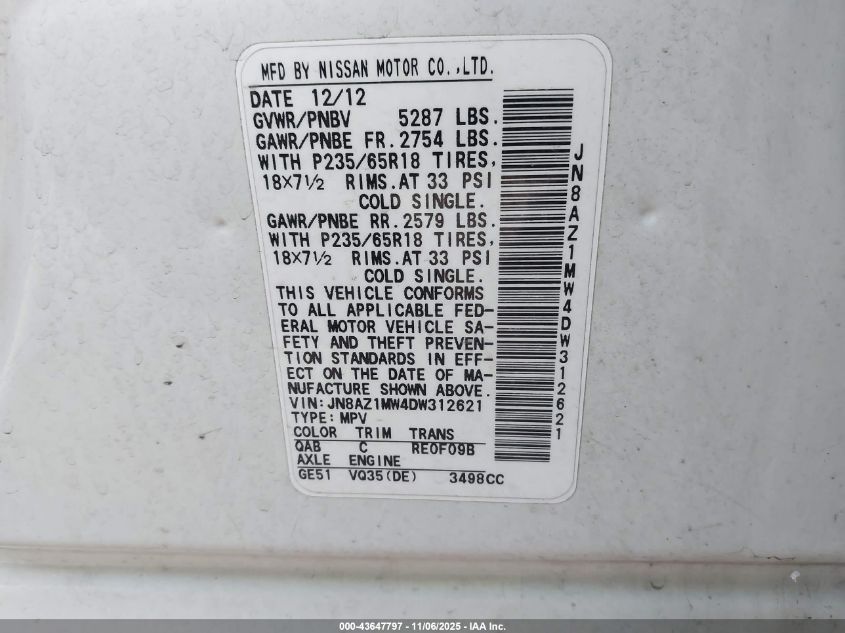 MFD BY NISSAN MOTOR CO.,LTD.
DATE 12/12
GVWR/PNBV 5287 LBS.
GAWR/PNBE FR.2754 LBS.
WITH P235/65R18 TIRES,
18X7½ RIMS.AT 33 PSI
COLD SINGLE.
GAWR/PNBE RR.2579 LBS.
WITH P235/65R18 TIRES,
18X7½ RIMS.AT 33 PSI
COLD SINGLE.
THIS VEHICLE CONFORMS
TO ALL APPLICABLE FED-
ERAL MOTOR VEHICLE SA-
FETY AND THEFT PREVEN-
TION STANDARDS IN EFF-
ECT ON THE DATE OF MA-
NUFACTURE SHOWN ABOVE.
VIN:JN8AZ1MW4DW312621
TYPE:MPV
COLOR TRIM TRANS
QAB C RE0F09B
AXLE ENGINE
GE51 VQ35(DE) 3498CC
JN8AZ1MW4DW312621
000-43647797 - 11/06/2025 - IAA Inc.